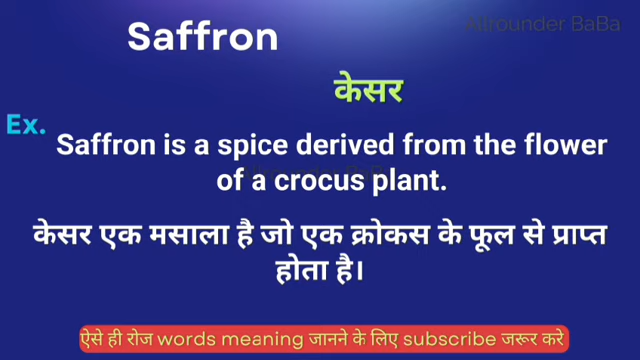 Allrounder BaBa
Saffron
केसर
Ex.
Saffron is a spice derived from the flower
of a crocus plant.
केसर एक मसाला है जो एक क्रोकस के फूल से प्राप्त
होता है।
ऐसे ही रोज words meaning जानने के लिए subscribe जरूर करे